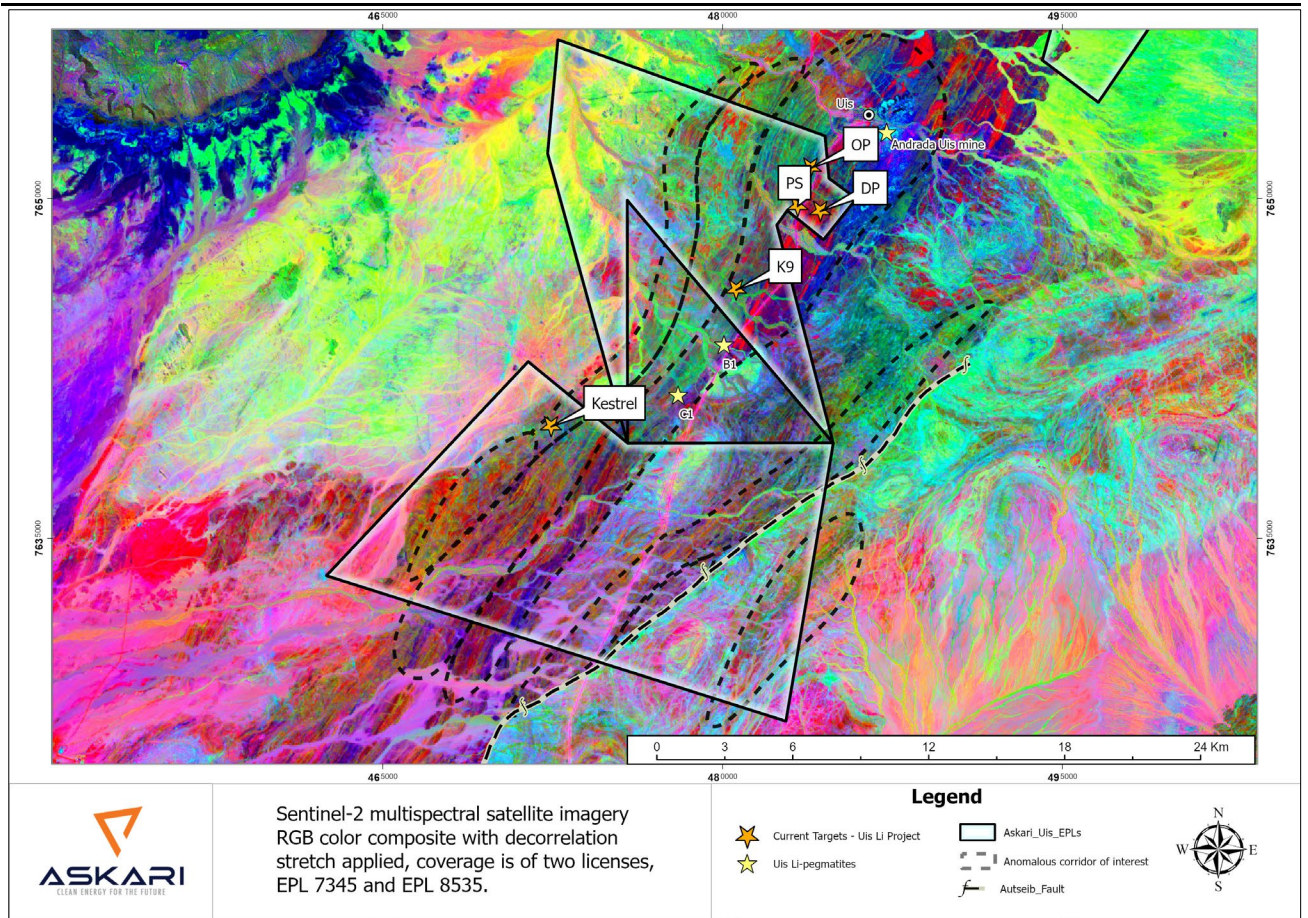 465000
480000
495000
Uis
Andrada Uis mine
OP
PS
DP
7650000
7650000
K9
B1
Kestrel
C1
f
f
7635000
7635000
f
f
0 3 6 12 18 24 Km
465000
480000
495000
ASKARI
CLEAN ENERGY FOR THE FUTURE
Sentinel-2 multispectral satellite imagery
RGB color composite with decorrelation
stretch applied, coverage is of two licenses,
EPL 7345 and EPL 8535.
Legend
Current Targets - Uis Li Project
Uis Li-pegmatites
Askari_Uis_EPLs
Anomalous corridor of interest
f Autseib_Fault
N
W E
S